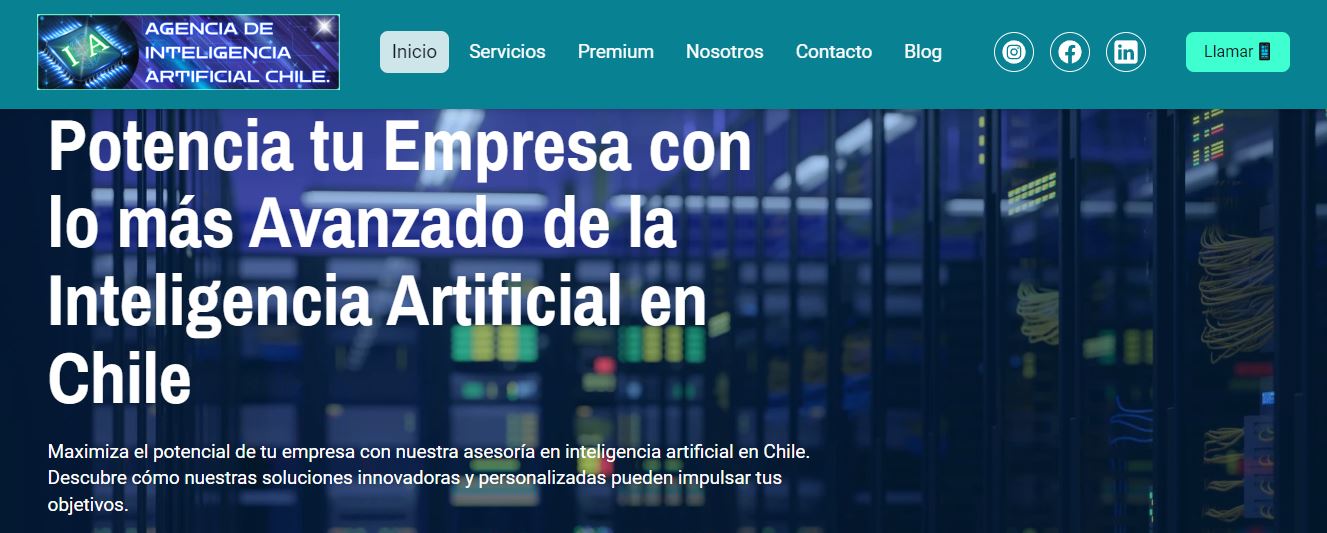 IA
AGENCIA DE
INTELIGENCIA
ARTIFICIAL CHILE.
Inicio
Servicios
Premium
Nosotros
Contacto
Blog
Llamar
Potencia tu Empresa con
lo más Avanzado de la
Inteligencia Artificial en
Chile
Maximiza el potencial de tu empresa con nuestra asesoría en inteligencia artificial en Chile.
Descubre cómo nuestras soluciones innovadoras y personalizadas pueden impulsar tus
objetivos.